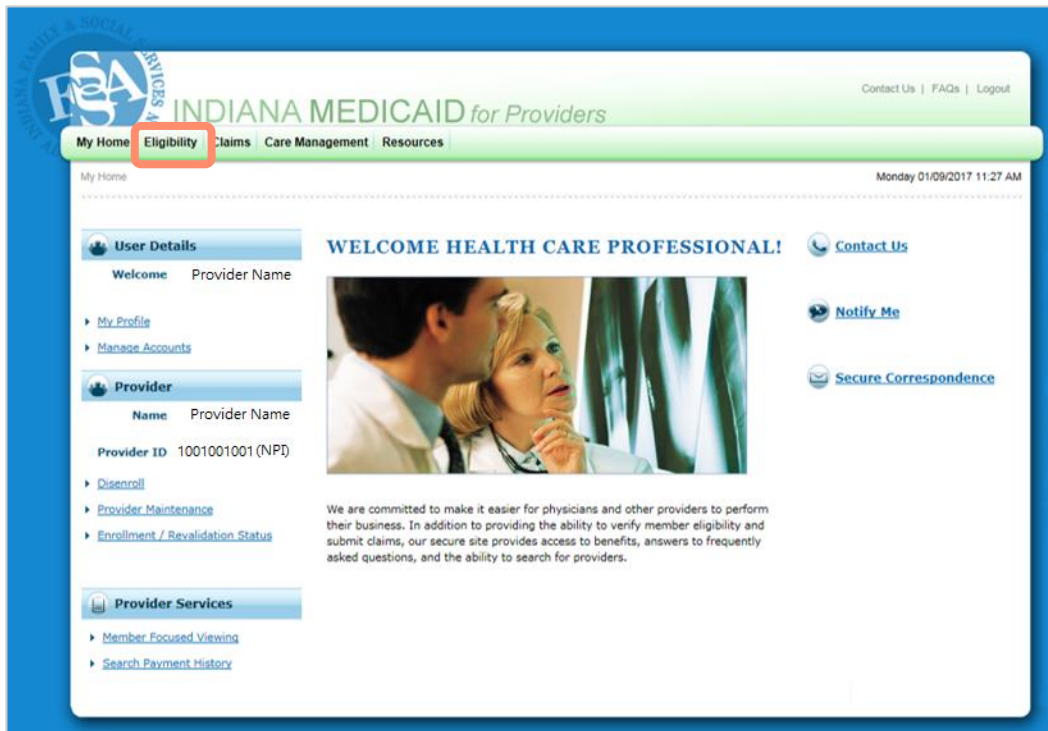 INDIANA FAMILY & SOCIAL SERVICES A
FSSA
Contact Us | FAQs | Logout
INDIANA MEDICAID for Providers
My Home Eligibility Claims Care Management Resources
My Home
Monday 01/09/2017 11:27 AM
User Details
Welcome Provider Name
My Profile
Manage Accounts
Provider
Name Provider Name
Provider ID 1001001001 (NPI)
Disenroll
Provider Maintenance
Enrollment / Revalidation Status
Provider Services
Member Focused Viewing
Search Payment History
WELCOME HEALTH CARE PROFESSIONAL!
We are committed to make it easier for physicians and other providers to perform
their business. In addition to providing the ability to verify member eligibility and
submit claims, our secure site provides access to benefits, answers to frequently
asked questions, and the ability to search for providers.
Contact Us
Notify Me
Secure Correspondence